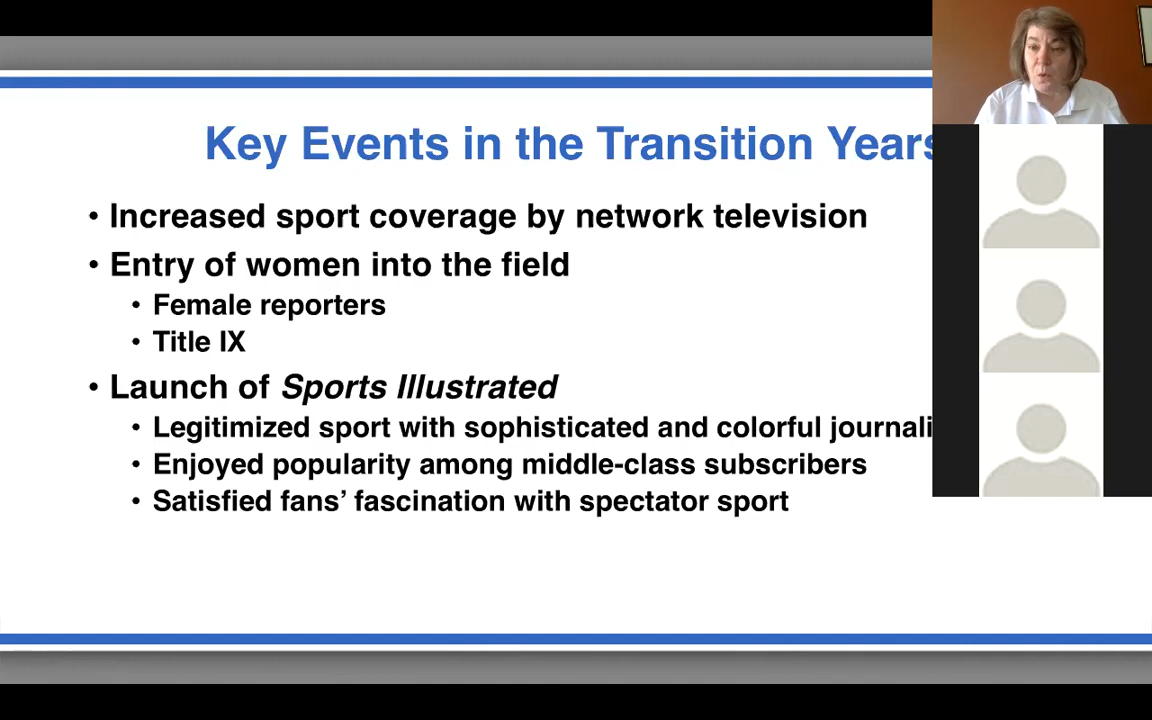 Key Events in the Transition Years
• Increased sport coverage by network television
• Entry of women into the field
• Female reporters
• Title IX
• Launch of Sports Illustrated
• Legitimized sport with sophisticated and colorful journali
• Enjoyed popularity among middle-class subscribers
• Satisfied fans’ fascination with spectator sport